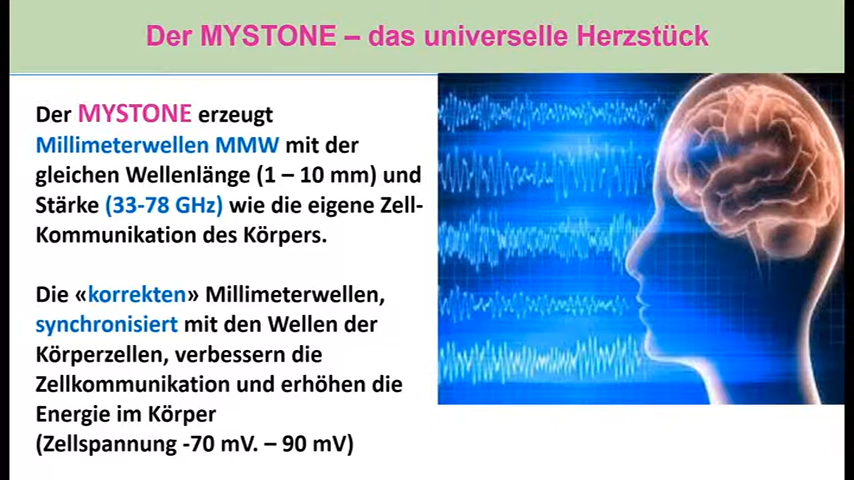 Der MYSTONE – das universelle Herzstück
Der MYSTONE erzeugt
Millimeterwellen MMW mit der
gleichen Wellenlänge (1 – 10 mm) und
Stärke (33-78 GHz) wie die eigene Zell-
Kommunikation des Körpers.
Die «korrekten» Millimeterwellen,
synchronisiert mit den Wellen der
Körperzellen, verbessern die
Zellkommunikation und erhöhen die
Energie im Körper
(Zellspannung -70 mV. – 90 mV)